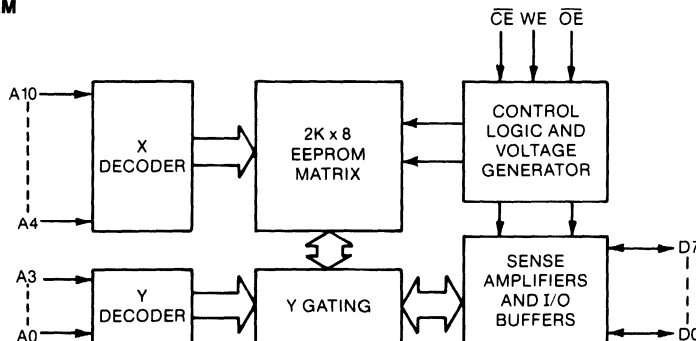 M
CE WE OE
A10
A4
X
DECODER
2K x 8
EEPROM
MATRIX
CONTROL
LOGIC AND
VOLTAGE
GENERATOR
A3
A0
Y
DECODER
Y GATING
SENSE
AMPLIFIERS
AND I/O
BUFFERS
D7
D0